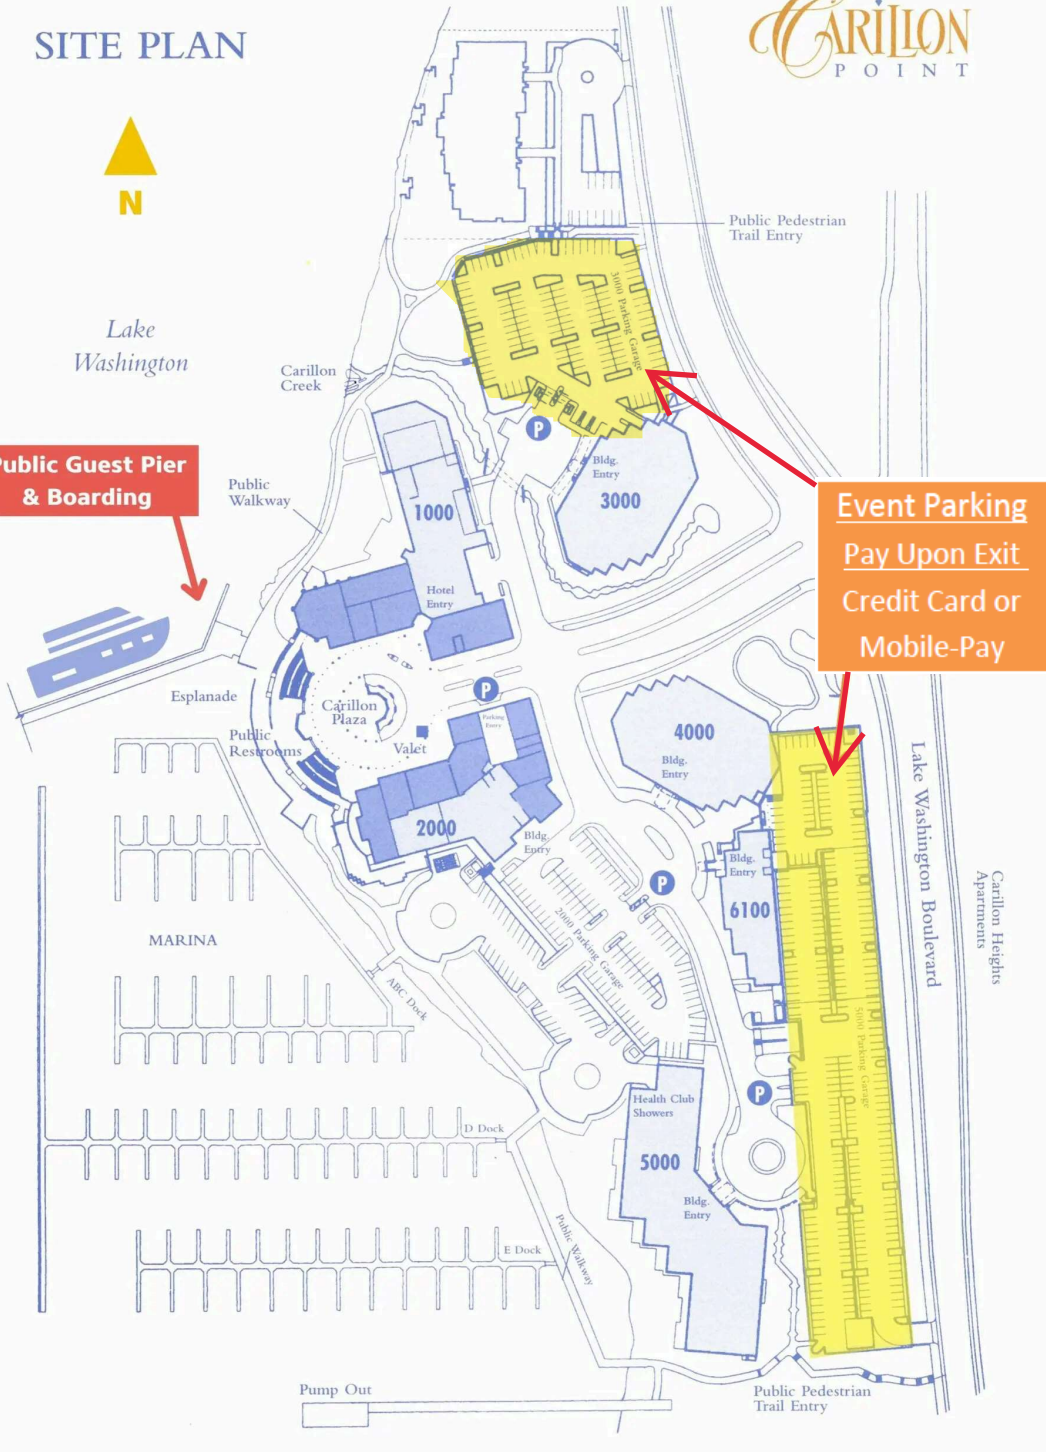 SITE PLAN
CARILLON
POINT
N
Public Pedestrian
Trail Entry
Lake
Washington
3000 Parking Garage
Carillon
Creek
P
Public Guest Pier
& Boarding
Public
Walkway
1000
Bldg.
Entry
3000
Event Parking
Pay Upon Exit
Credit Card or
Mobile-Pay
Hotel
Entry
Esplanade
P
Carillon
Plaza
Parking
Entry
Public
Restrooms
Valet
4000
Bldg.
Entry
2000
Bldg.
Entry
Bldg.
Entry
P
6100
Lake Washington Boulevard
Carillon Heights
Apartments
2000 Parking Garage
MARINA
ABC Dock
5000 Parking Garage
Health Club
Showers
P
D Dock
5000
Bldg.
Entry
E Dock
Public Walkway
Pump Out
Public Pedestrian
Trail Entry